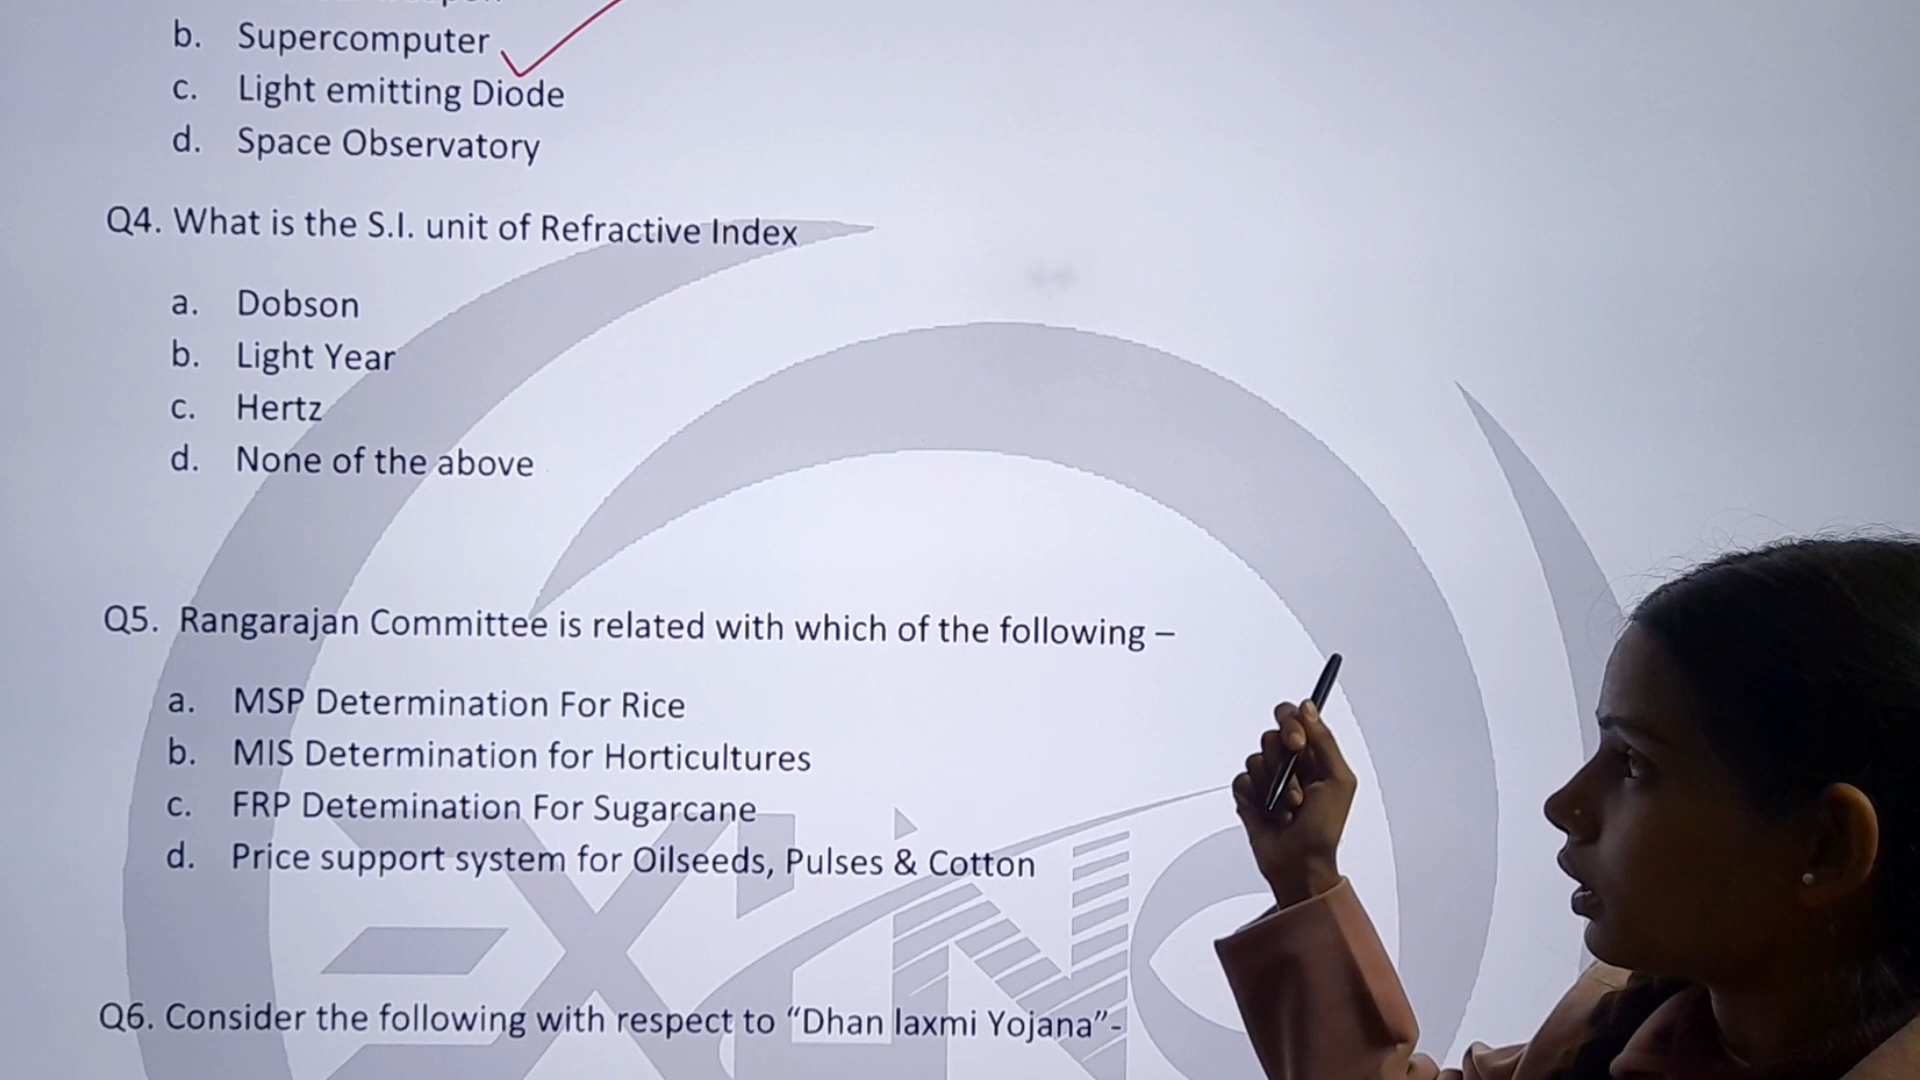 b. Supercomputer
c. Light emitting Diode
d. Space Observatory
Q4. What is the S.I. unit of Refractive Index
a. Dobson
b. Light Year
c. Hertz
d. None of the above
Q5. Rangarajan Committee is related with which of the following –
a. MSP Determination For Rice
b. MIS Determination for Horticultures
c. FRP Detemination For Sugarcane
d. Price support system for Oilseeds, Pulses & Cotton
Q6. Consider the following with respect to “Dhan laxmi Yojana”-